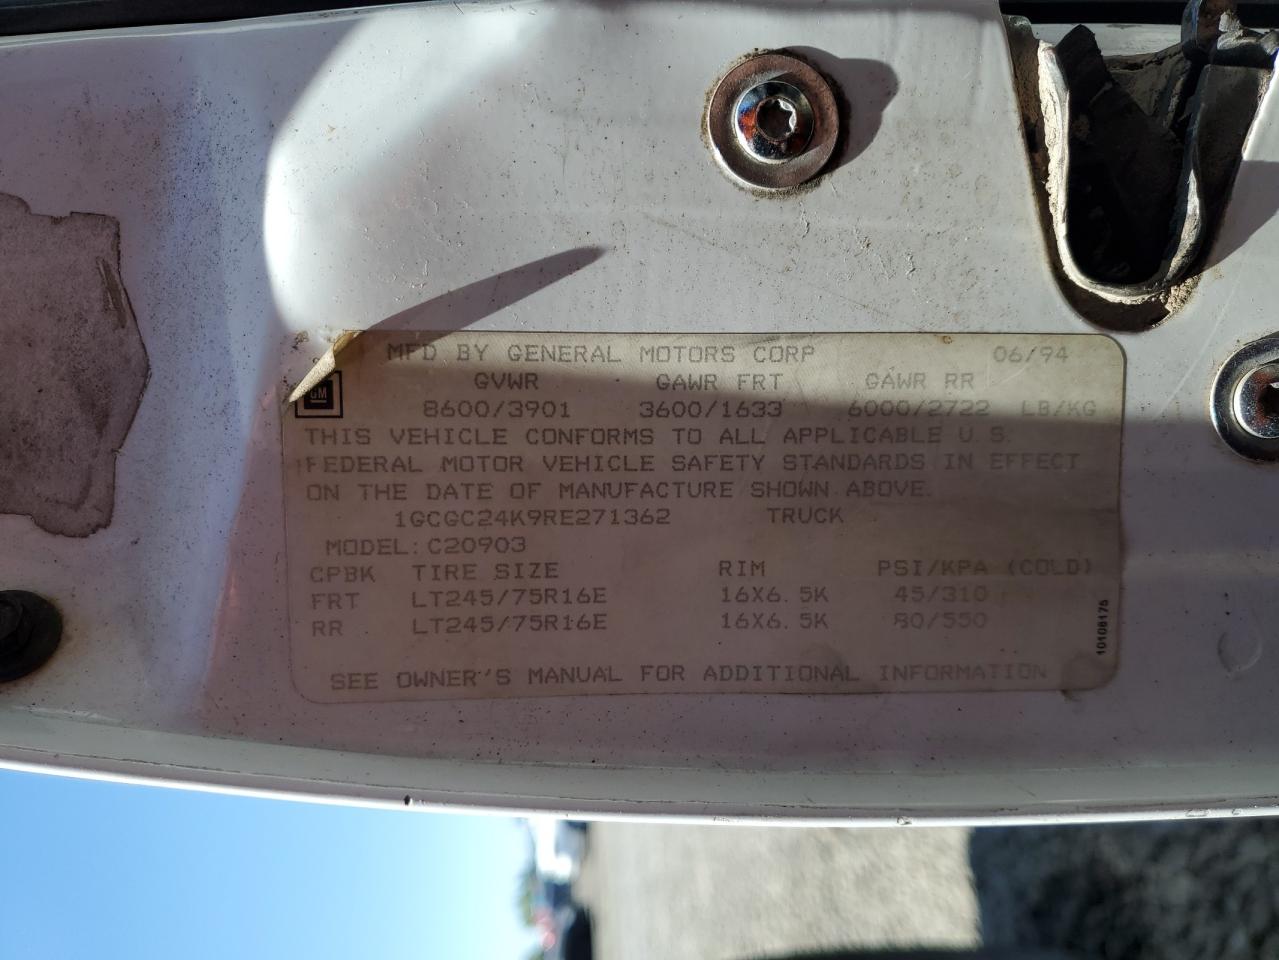 MFD BY GENERAL MOTORS CORP 06/94
GVWR GAWR FRT GAWR RR
GM
8600/3901 3600/1633 6000/2722 LB/KG
THIS VEHICLE CONFORMS TO ALL APPLICABLE U.S.
FEDERAL MOTOR VEHICLE SAFETY STANDARDS IN EFFECT
ON THE DATE OF MANUFACTURE SHOWN ABOVE.
1GCGC24K9RE271362 TRUCK
MODEL: C20903
CPBK TIRE SIZE RIM PSI/KPA (COLD)
FRT LT245/75R16E 16X6.5K 45/310
RR LT245/75R16E 16X6.5K 80/550
10108175
SEE OWNER'S MANUAL FOR ADDITIONAL INFORMATION